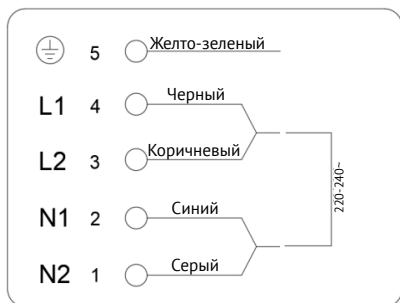 5 Желто-зеленый
L1 4 Черный
L2 3 Коричневый
220-240~
N1 2 Синий
N2 1 Серый